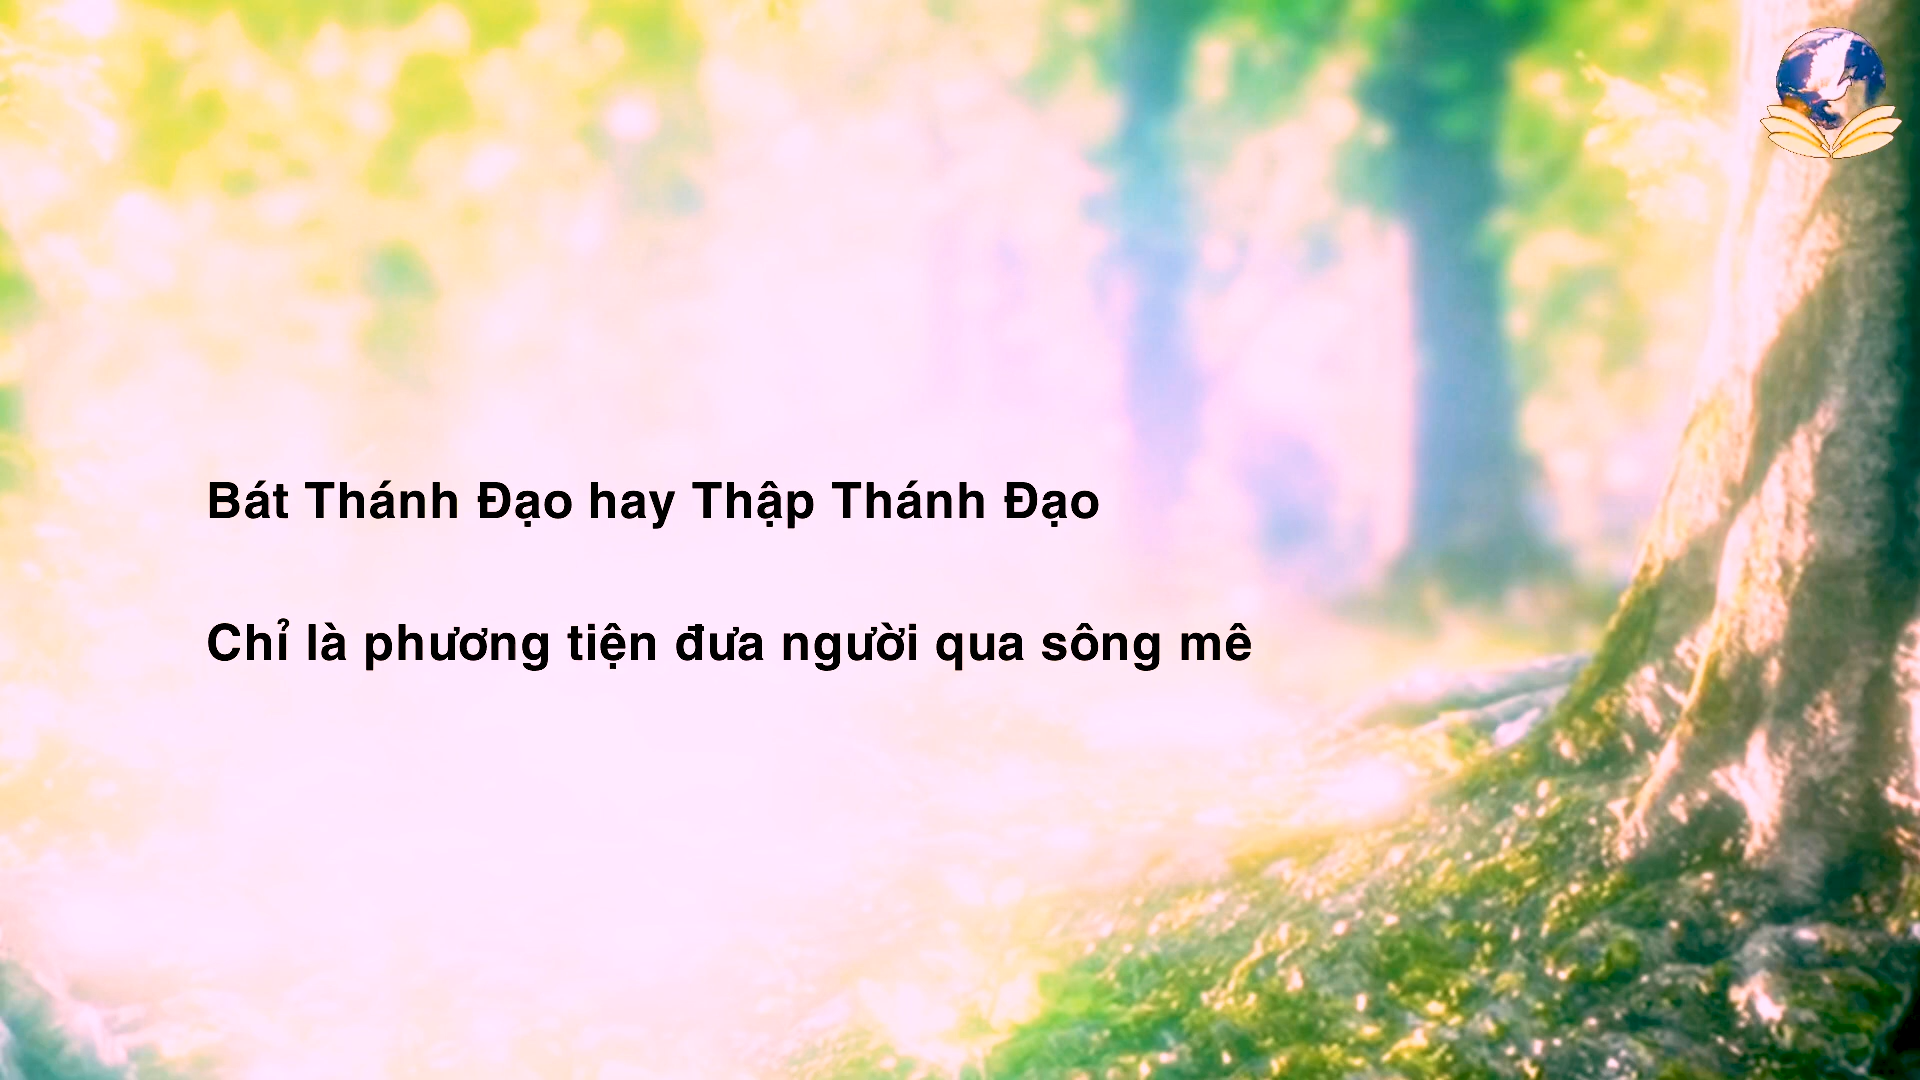 Bát Thánh Đạo hay Thập Thánh Đạo
Chỉ là phương tiện đưa người qua sông mê